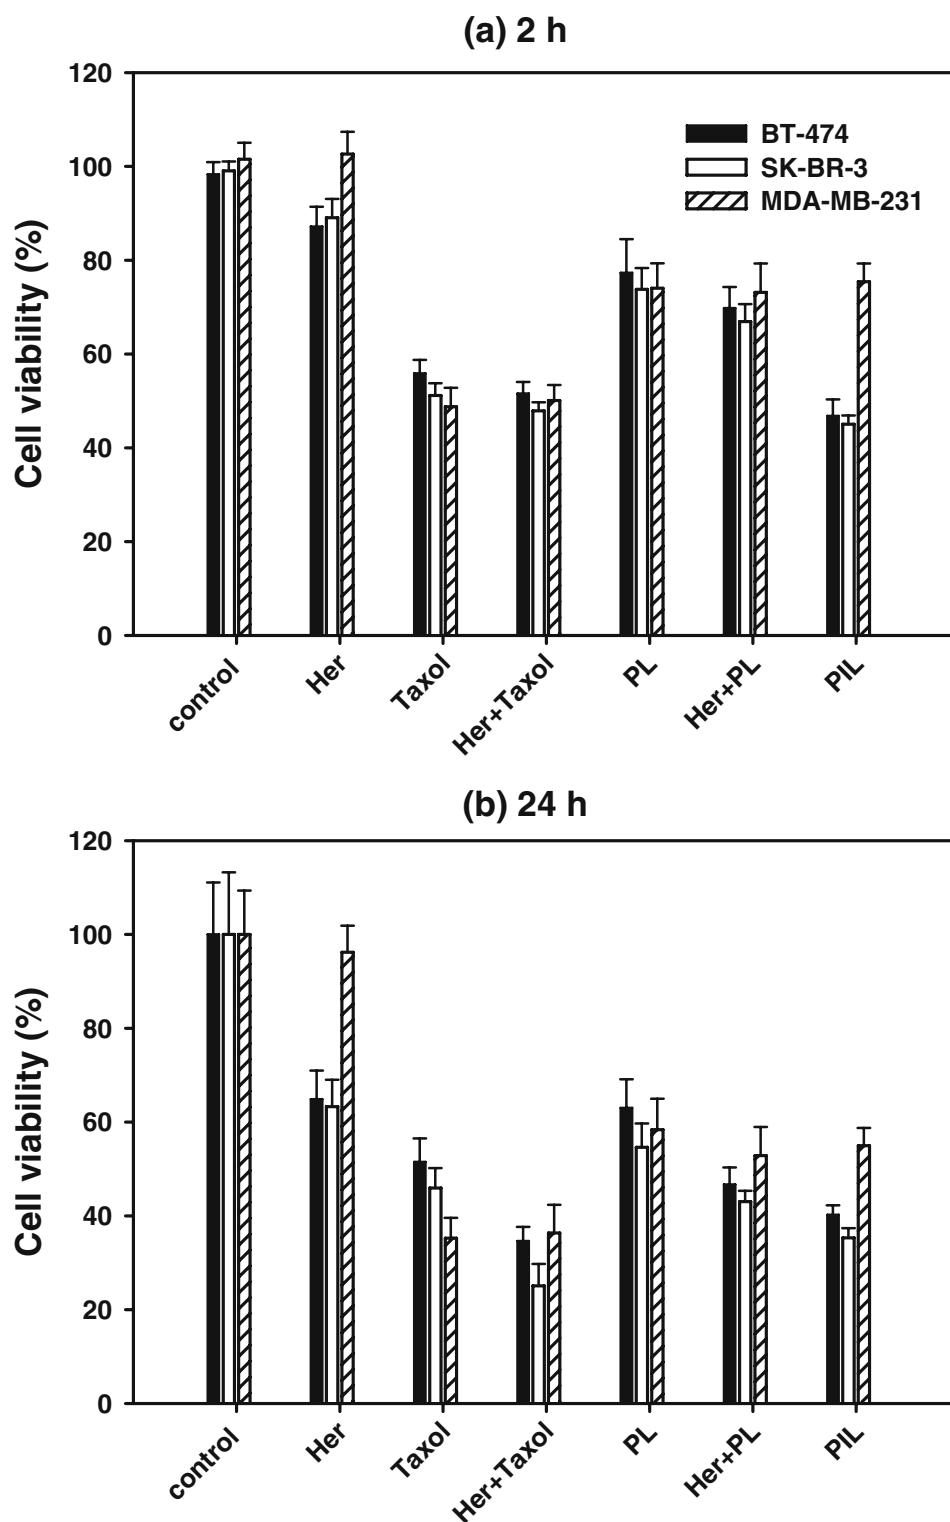 (a) 2 h
120
100
80
60
40
20
0
Cell viability (%)
BT-474
SK-BR-3
MDA-MB-231
control
Her
Taxol
Her+Taxol
PL
Her+PL
PIL
(b) 24 h
120
100
80
60
40
20
0
Cell viability (%)
control
Her
Taxol
Her+Taxol
PL
Her+PL
PIL